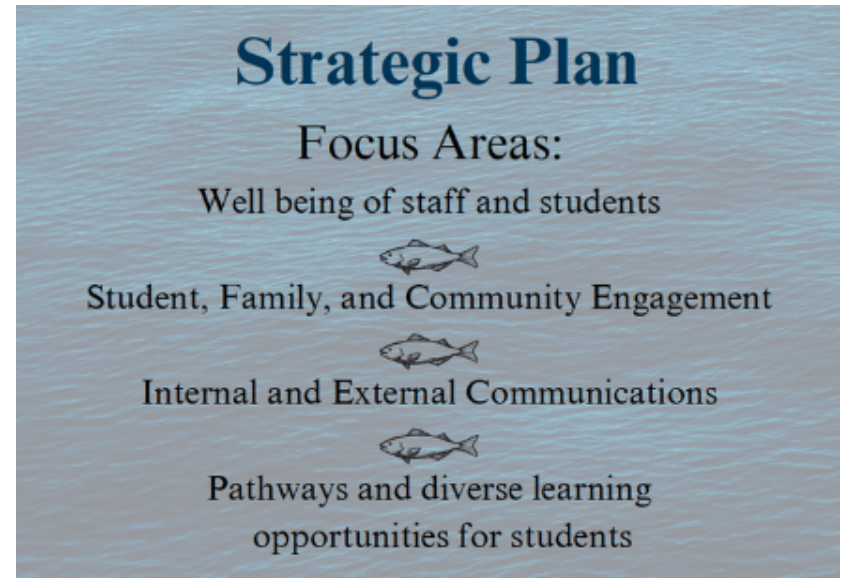 Strategic Plan
Focus Areas:
Well being of staff and students
Student, Family, and Community Engagement
Internal and External Communications
Pathways and diverse learning
opportunities for students